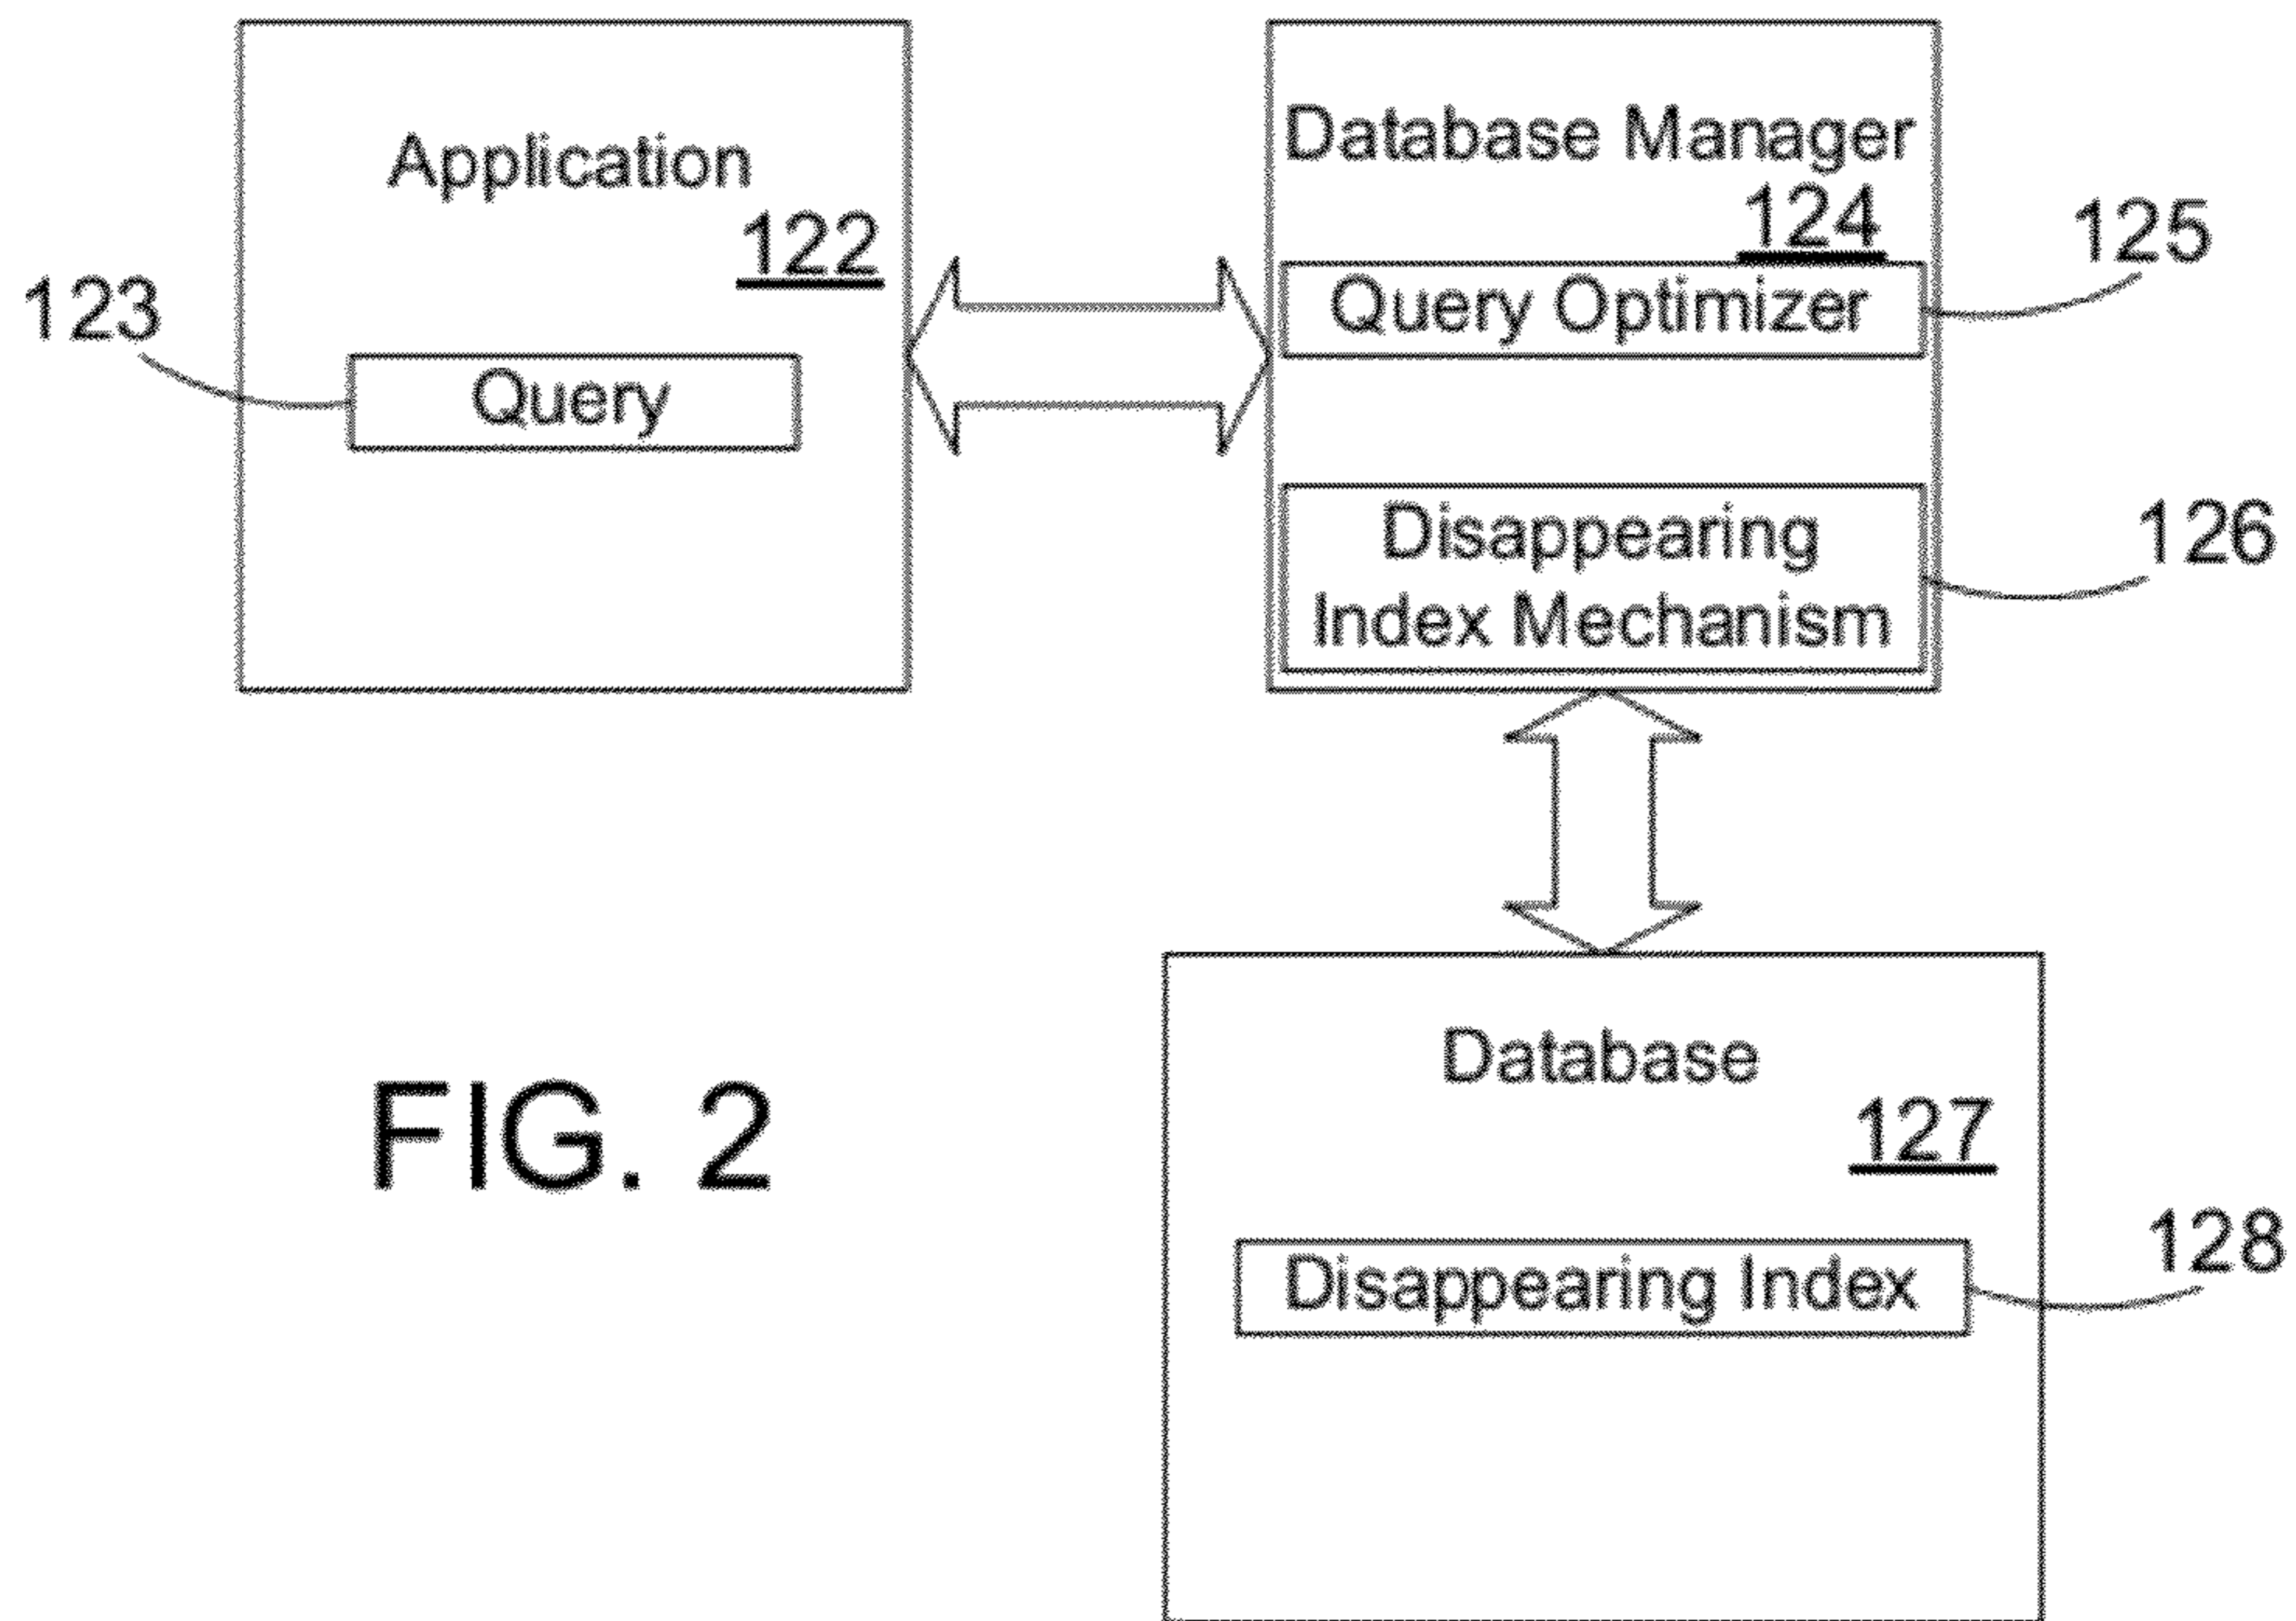 Application
122
123
Query
Database Manager
124
125
Query Optimizer
Disappearing
Index Mechanism
126
Database
127
Disappearing Index
128
FIG. 2